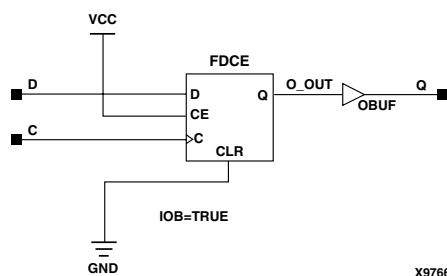 VCC
FDCE
D
D
Q
O_OUT
Q
CE
OBUF
C
C
CLR
IOB=TRUE
GND
X9766